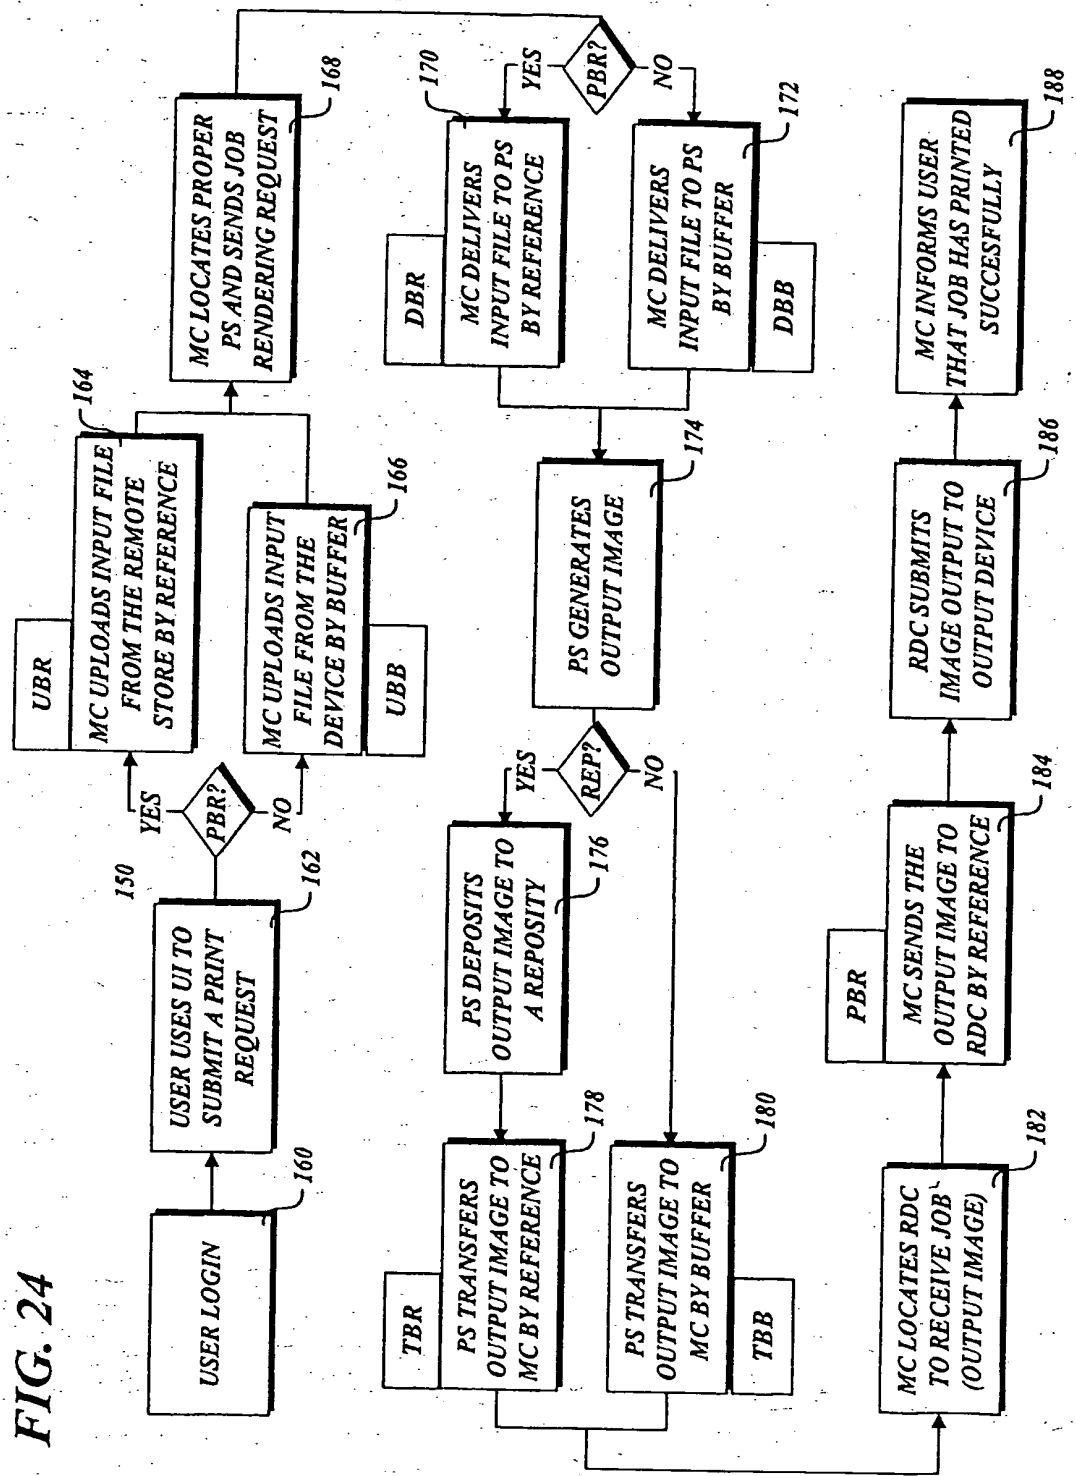 FIG. 24
150
USER LOGIN
160
USER USES UI TO
SUBMIT A PRINT
REQUEST
162
PBR?
YES
NO
UBR
MC UPLOADS INPUT FILE
FROM THE REMOTE
STORE BY REFERENCE
164
MC UPLOADS INPUT
FILE FROM THE
DEVICE BY BUFFER
166
UBB
MC LOCATES PROPER
PS AND SENDS JOB
RENDERING REQUEST
168
PBR?
YES
NO
DBR
MC DELIVERS
INPUT FILE TO PS
BY REFERENCE
170
MC DELIVERS
INPUT FILE TO PS
BY BUFFER
172
DBB
PS GENERATES
OUTPUT IMAGE
174
REP?
YES
NO
PS DEPOSITS
OUTPUT IMAGE TO
A REPOSITY
176
TBR
PS TRANSFERS
OUTPUT IMAGE TO
MC BY REFERENCE
178
PS TRANSFERS
OUTPUT IMAGE TO
MC BY BUFFER
180
TBB
MC LOCATES RDC
TO RECEIVE JOB
(OUTPUT IMAGE)
182
PBR
MC SENDS THE
OUTPUT IMAGE TO
RDC BY REFERENCE
184
RDC SUBMITS
IMAGE OUTPUT TO
OUTPUT DEVICE
186
MC INFORMS USER
THAT JOB HAS PRINTED
SUCCESFULLY
188